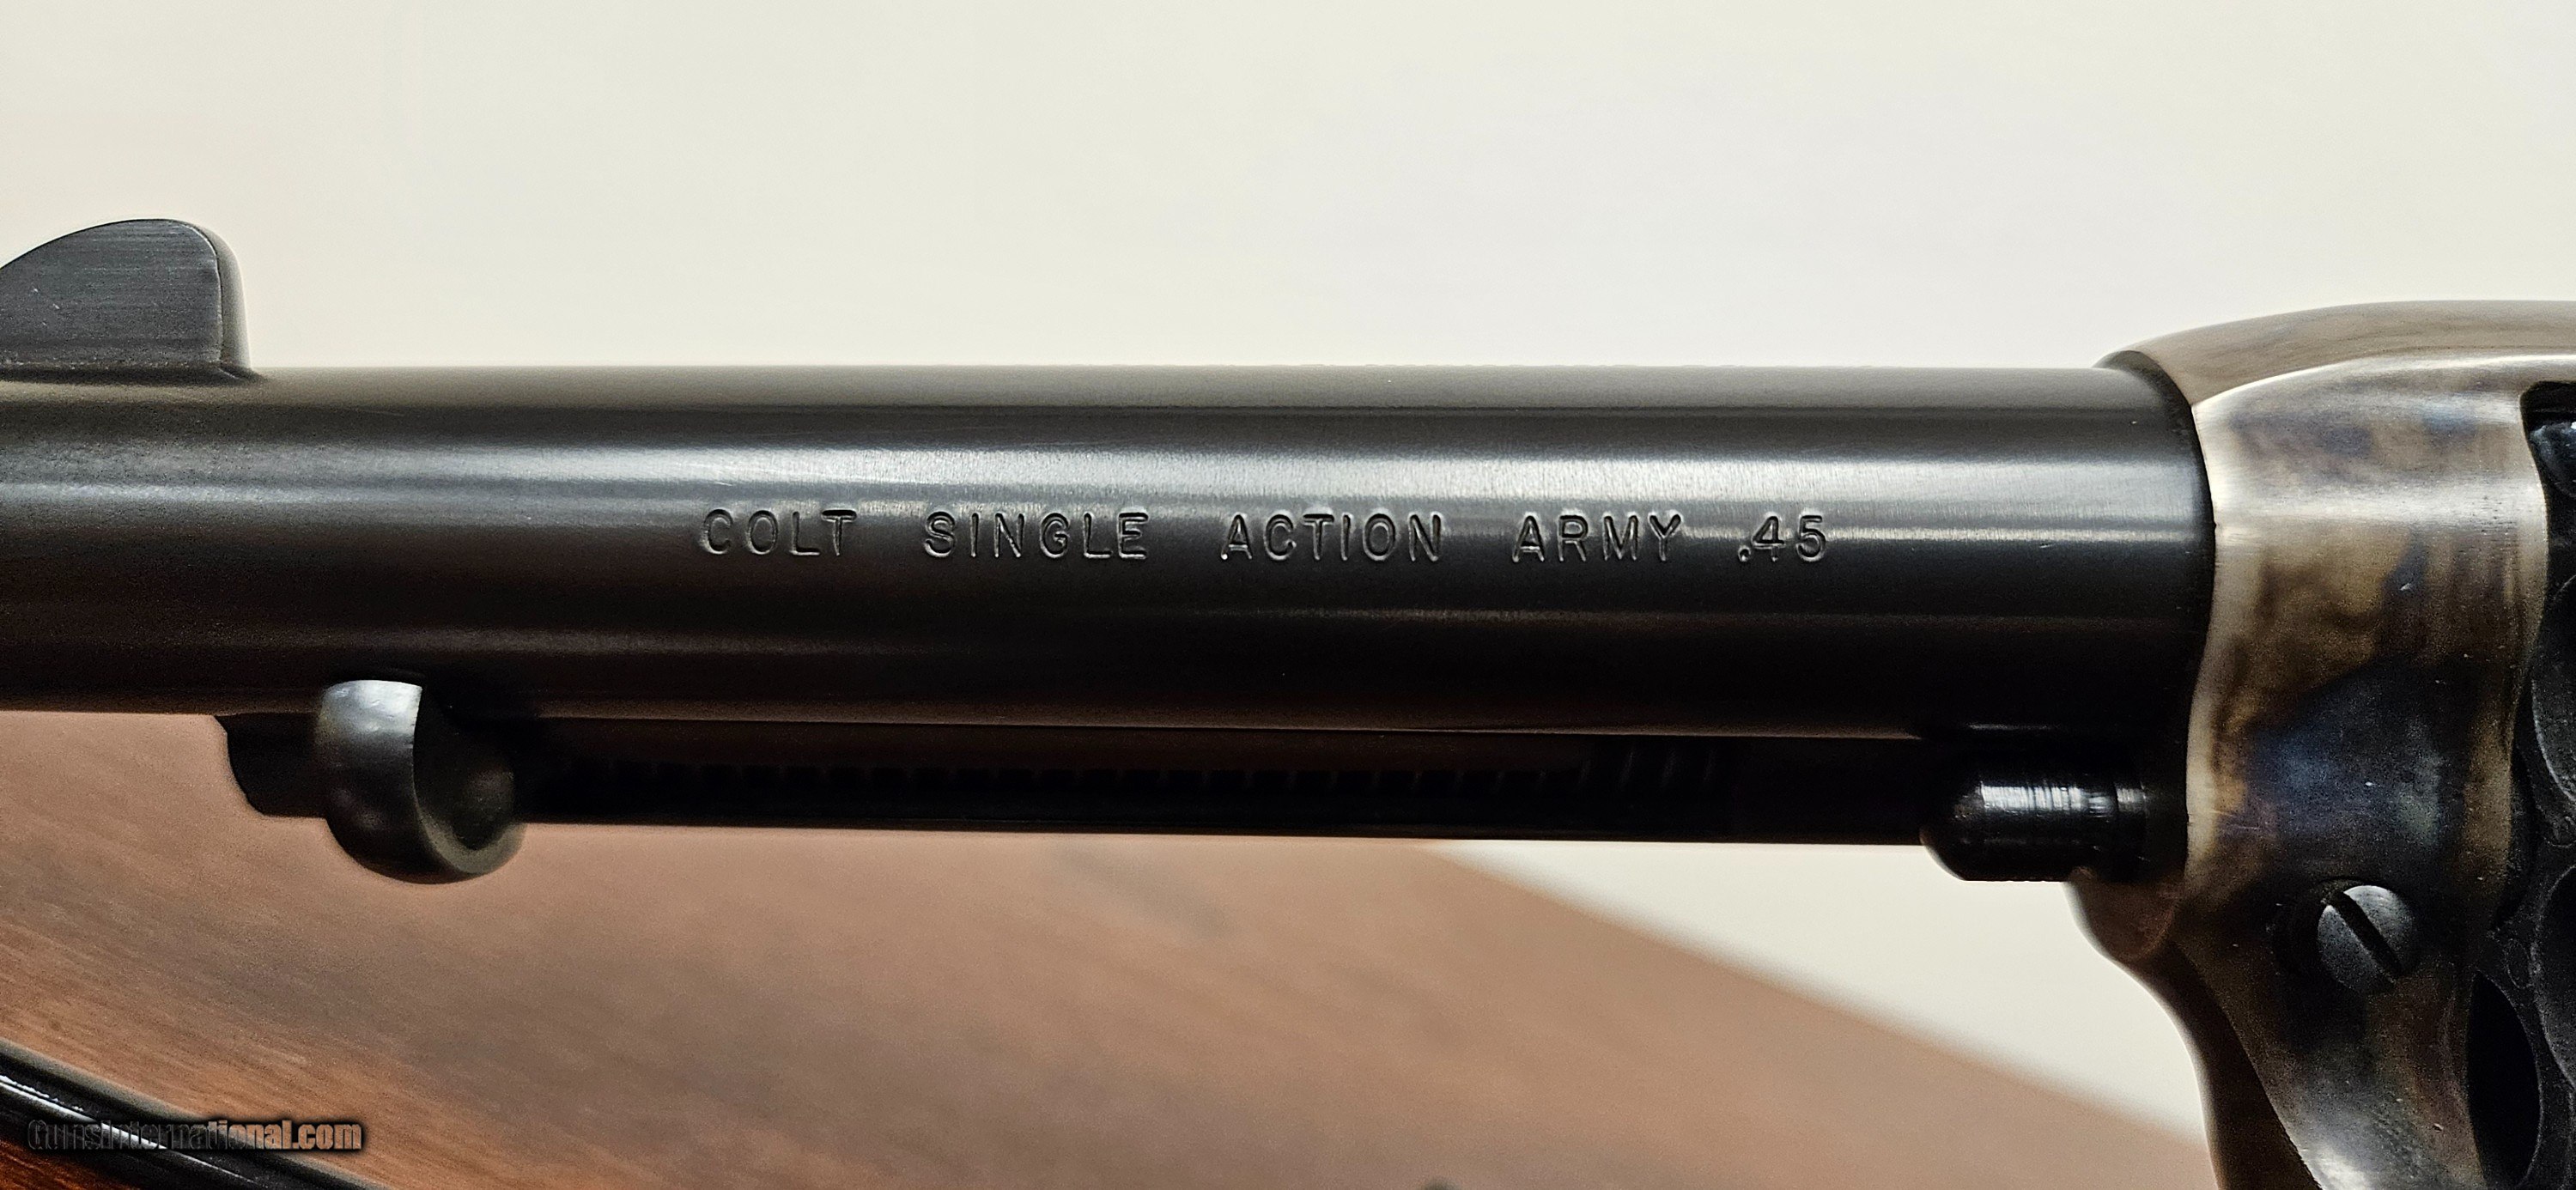 COLT SINGLE ACTION ARMY .45
GunsInternational.com